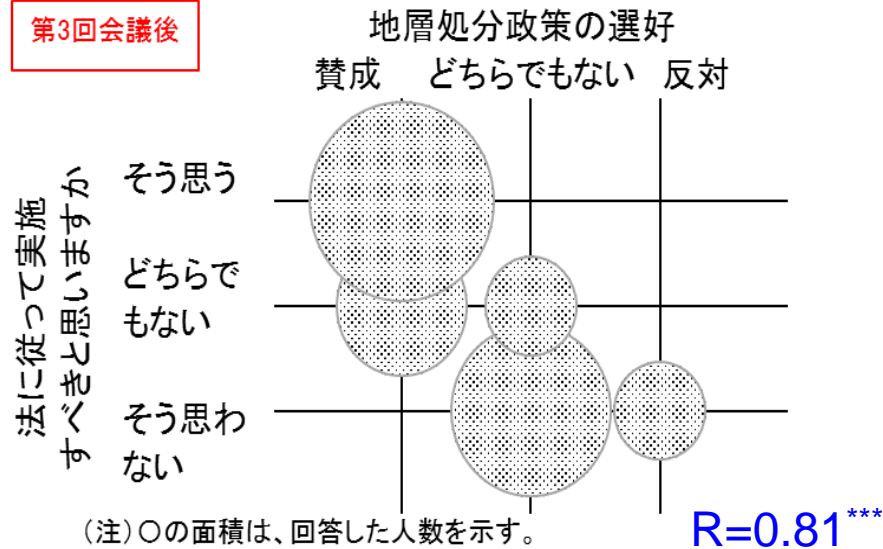 第3回会議後
地層処分政策の選好
賛成 どちらでもない 反対
法に従って実施
すべきと思いますか
そう思う
どちらで
もない
そう思わ
ない
(注)○の面積は、回答した人数を示す。
R=0.81***